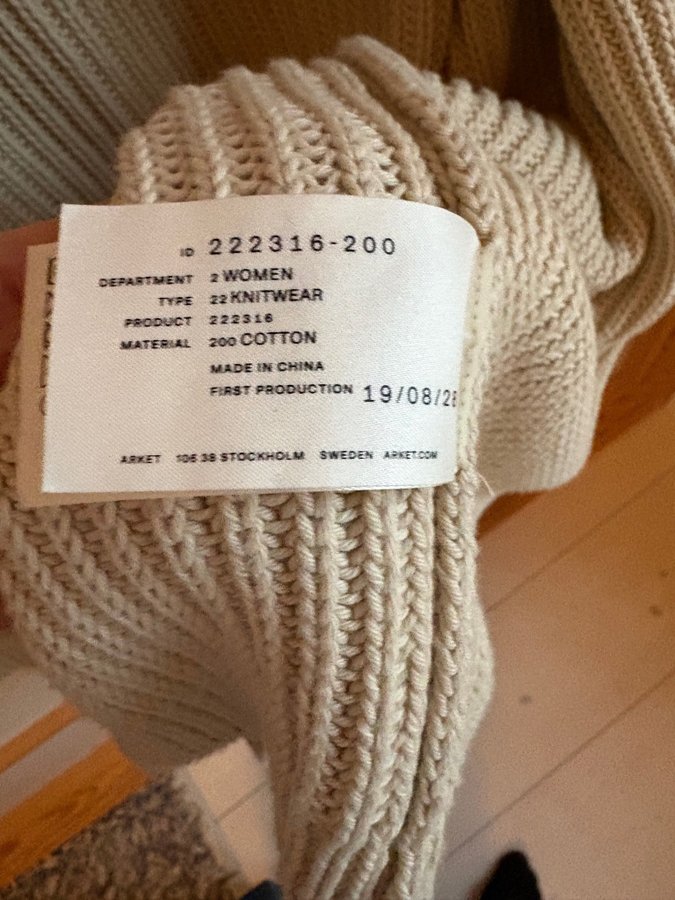 ID 222316-200
DEPARTMENT 2 WOMEN
TYPE 22 KNITWEAR
PRODUCT 222316
MATERIAL 200 COTTON
MADE IN CHINA
FIRST PRODUCTION 19/08/28
ARKET 106 38 STOCKHOLM SWEDEN ARKET.COM